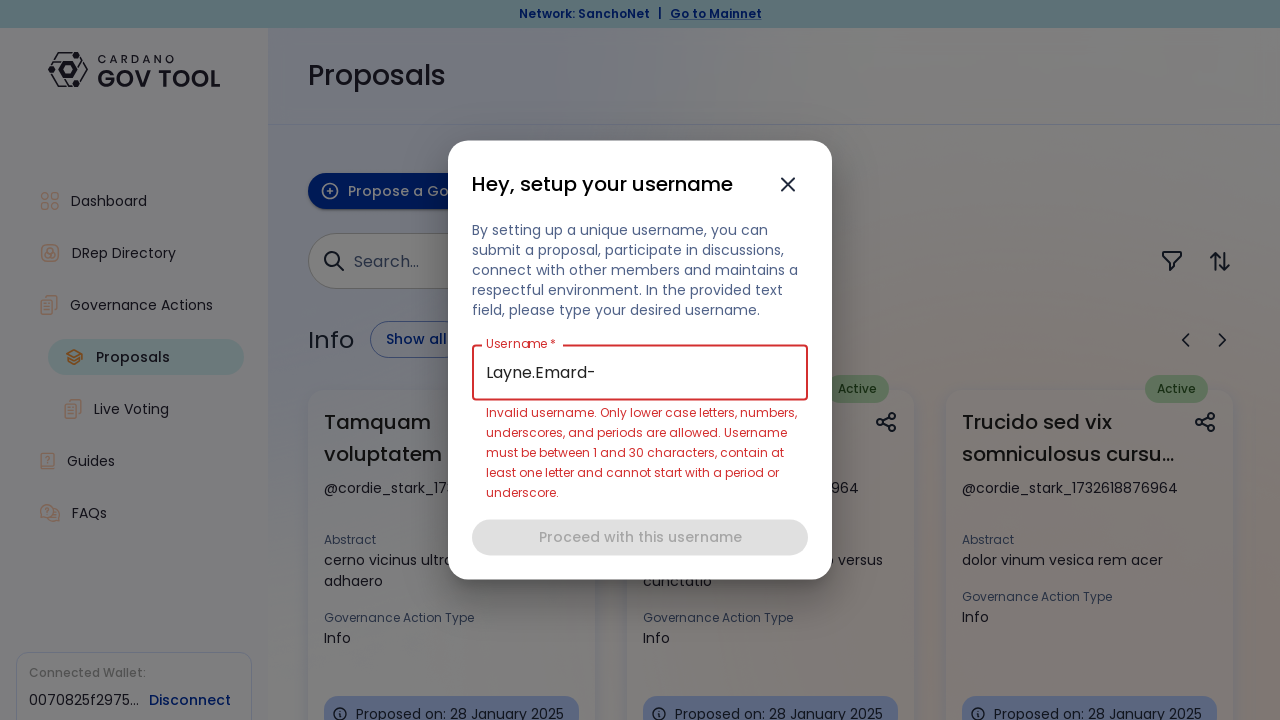 Network: SanchoNet | Go to Mainnet
CARDANO
GOV TOOL
Proposals
Dashboard
DRep Directory
Governance Actions
Proposals
Live Voting
Guides
FAQs
Connected Wallet:
0070825f2975... Disconnect
Propose a Go
Search...
Info
Show all
Hey, setup your username
By setting up a unique username, you can
submit a proposal, participate in discussions,
connect with other members and maintains a
respectful environment. In the provided text
field, please type your desired username.
Username *
Layne.Emard-
Invalid username. Only lower case letters, numbers,
underscores, and periods are allowed. Username
must be between 1 and 30 characters, contain at
least one letter and cannot start with a period or
underscore.
Proceed with this username
Tamquam
voluptatem
@cordie_stark_17
Abstract
cerno vicinus
adhaero
Governance Action Type
Info
Proposed on: 28 January 2025
Active
964
versus
cunctatio
Governance Action Type
Info
Proposed on: 28 January 2025
Active
Trucido sed vix
somniculosus cursu...
@cordie_stark_1732618876964
Abstract
dolor vinum vesica rem acer
Governance Action Type
Info
Proposed on: 28 January 2025